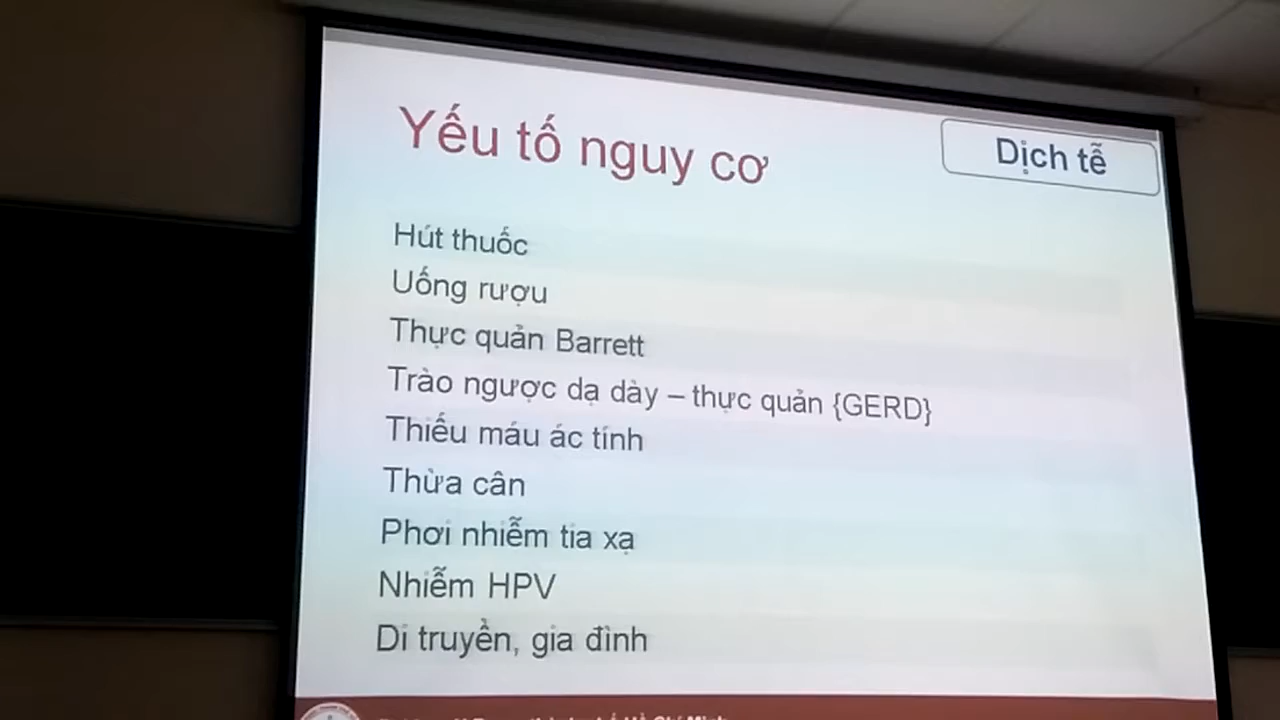 Yếu tố nguy cơ
Dịch tễ
Hút thuốc
Uống rượu
Thực quản Barrett
Trào ngược dạ dày – thực quản {GERD}
Thiếu máu ác tính
Thừa cân
Phơi nhiễm tia xạ
Nhiễm HPV
Di truyền, gia đình